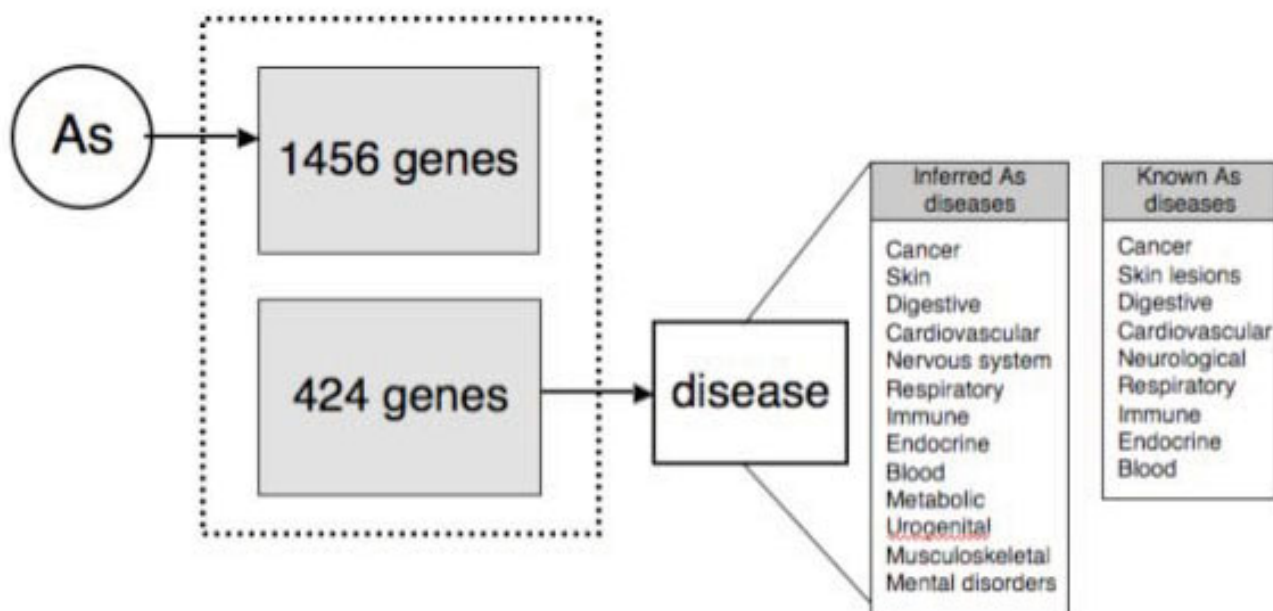 As
1456 genes
424 genes
disease
Inferred As
diseases
Cancer
Skin
Digestive
Cardiovascular
Nervous system
Respiratory
Immune
Endocrine
Blood
Metabolic
Urogenital
Musculoskeletal
Mental disorders
Known As
diseases
Cancer
Skin lesions
Digestive
Cardiovascular
Neurological
Respiratory
Immune
Endocrine
Blood